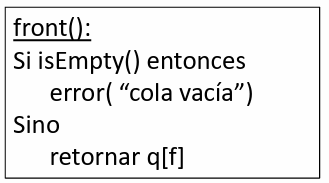 front():
Si isEmpty() entonces
error( “cola vacía”)
Sino
retornar q[f]